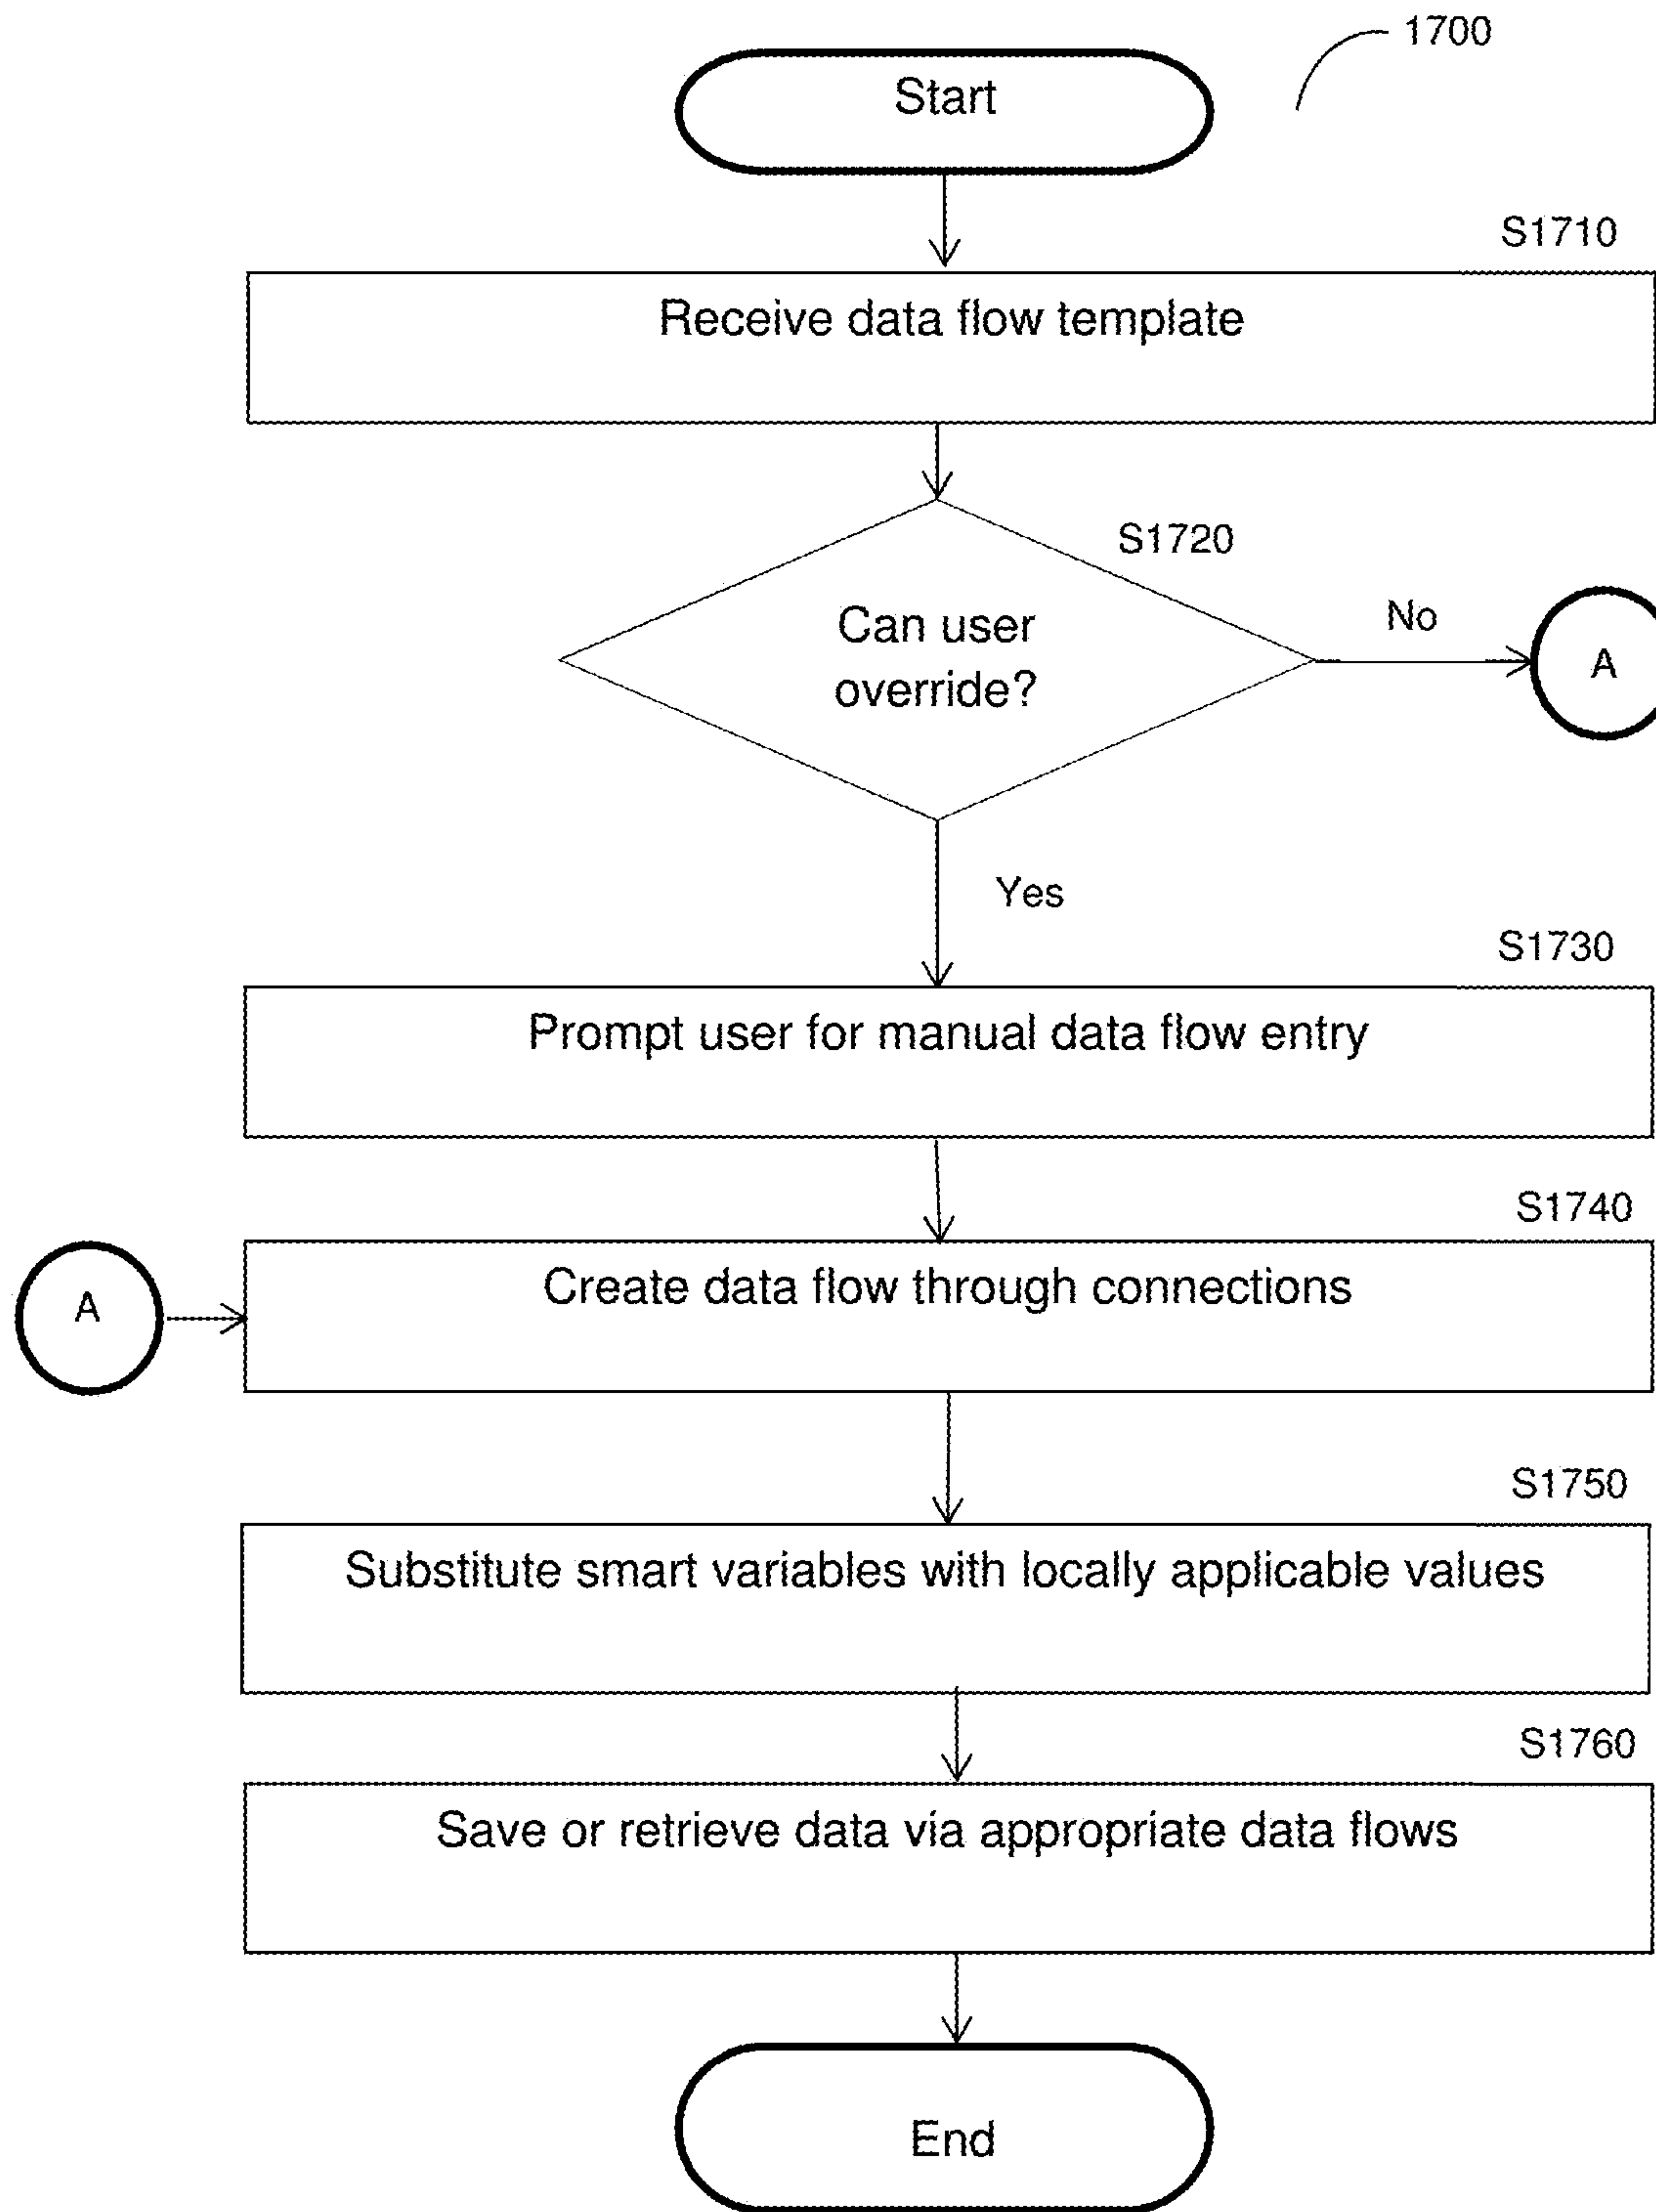 1700
Start
S1710
Receive data flow template
S1720
Can user
override?
No
A
Yes
S1730
Prompt user for manual data flow entry
S1740
A
Create data flow through connections
S1750
Substitute smart variables with locally applicable values
S1760
Save or retrieve data via appropriate data flows
End